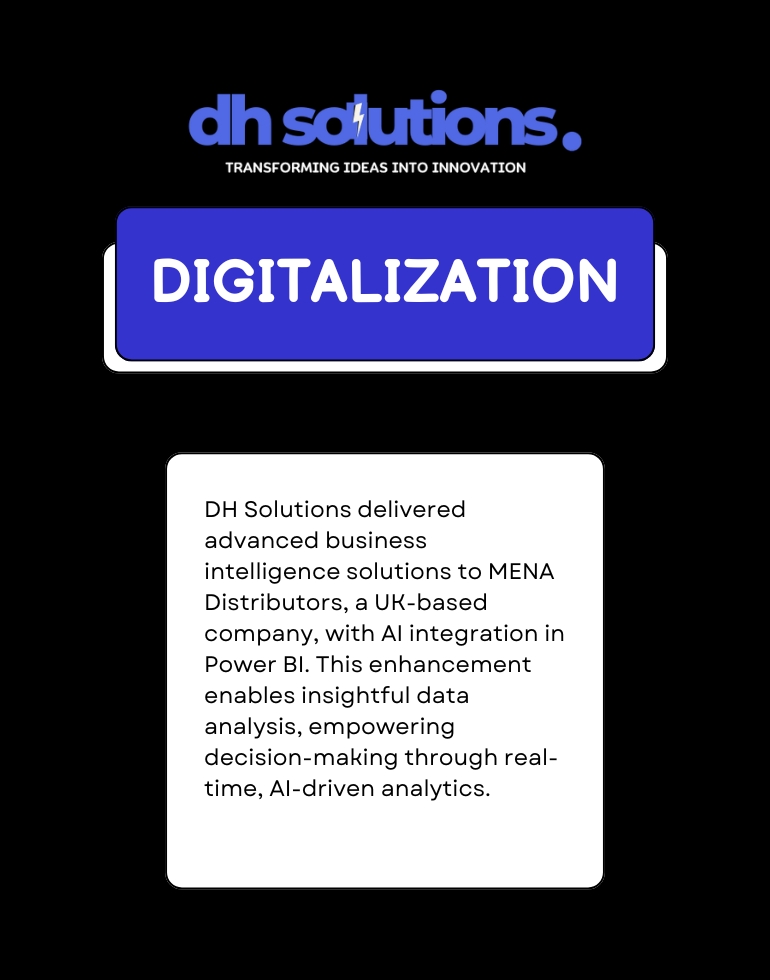 dh solutions.
TRANSFORMING IDEAS INTO INNOVATION
DIGITALIZATION
DH Solutions delivered
advanced business
intelligence solutions to MENA
Distributors, a UK-based
company, with AI integration in
Power BI. This enhancement
enables insightful data
analysis, empowering
decision-making through real-
time, AI-driven analytics.